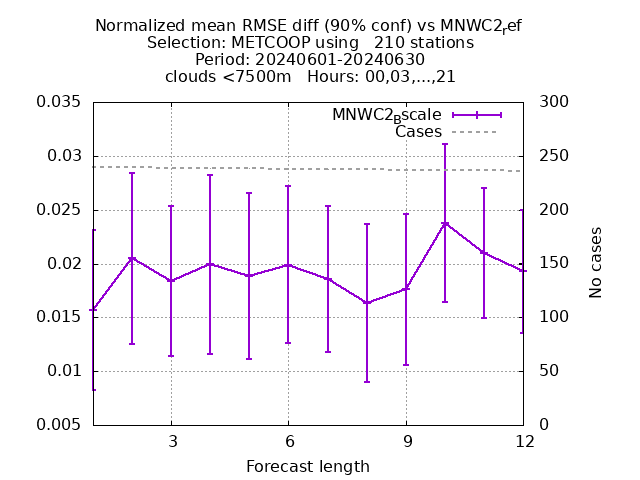 Normalized mean RMSE diff (90% conf) vs MNWC2ref
Selection: METCOOP using   210 stations
Period: 20240601-20240630
clouds <7500m   Hours: 00,03,...,21
0.035
0.03
0.025
0.02
0.015
0.01
0.005
MNWC2Bscale
Cases
300
250
200
150
100
50
0
No cases
3 6 9 12
Forecast length